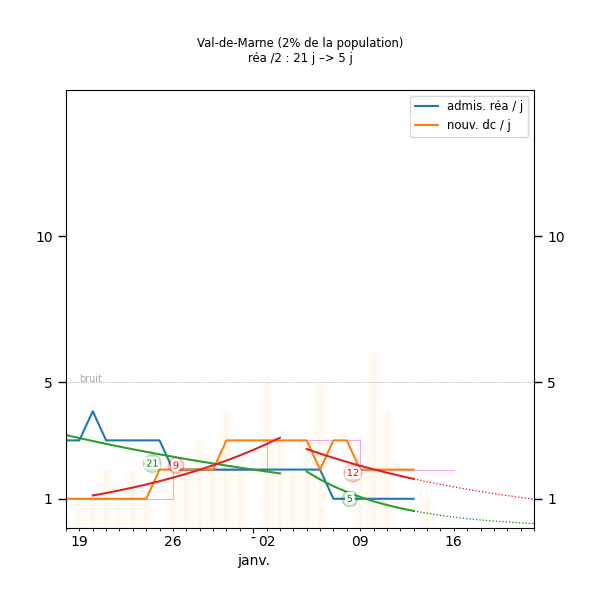 Val-de-Marne (2% de la population)
réa /2 : 21 j –> 5 j
admis. réa / j
nouv. dc / j
10
10
bruit
5
5
21
9
12
5
1
1
19
26
02
09
16
janv.